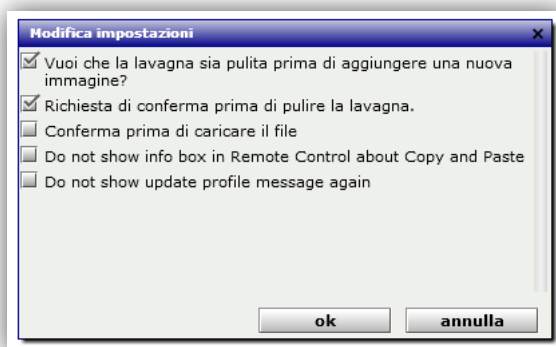 Modifica impostazioni
Vuoi che la lavagna sia pulita prima di aggiungere una nuova
immagine?
Richiesta di conferma prima di pulire la lavagna.
Conferma prima di caricare il file
Do not show info box in Remote Control about Copy and Paste
Do not show update profile message again
ok
annulla